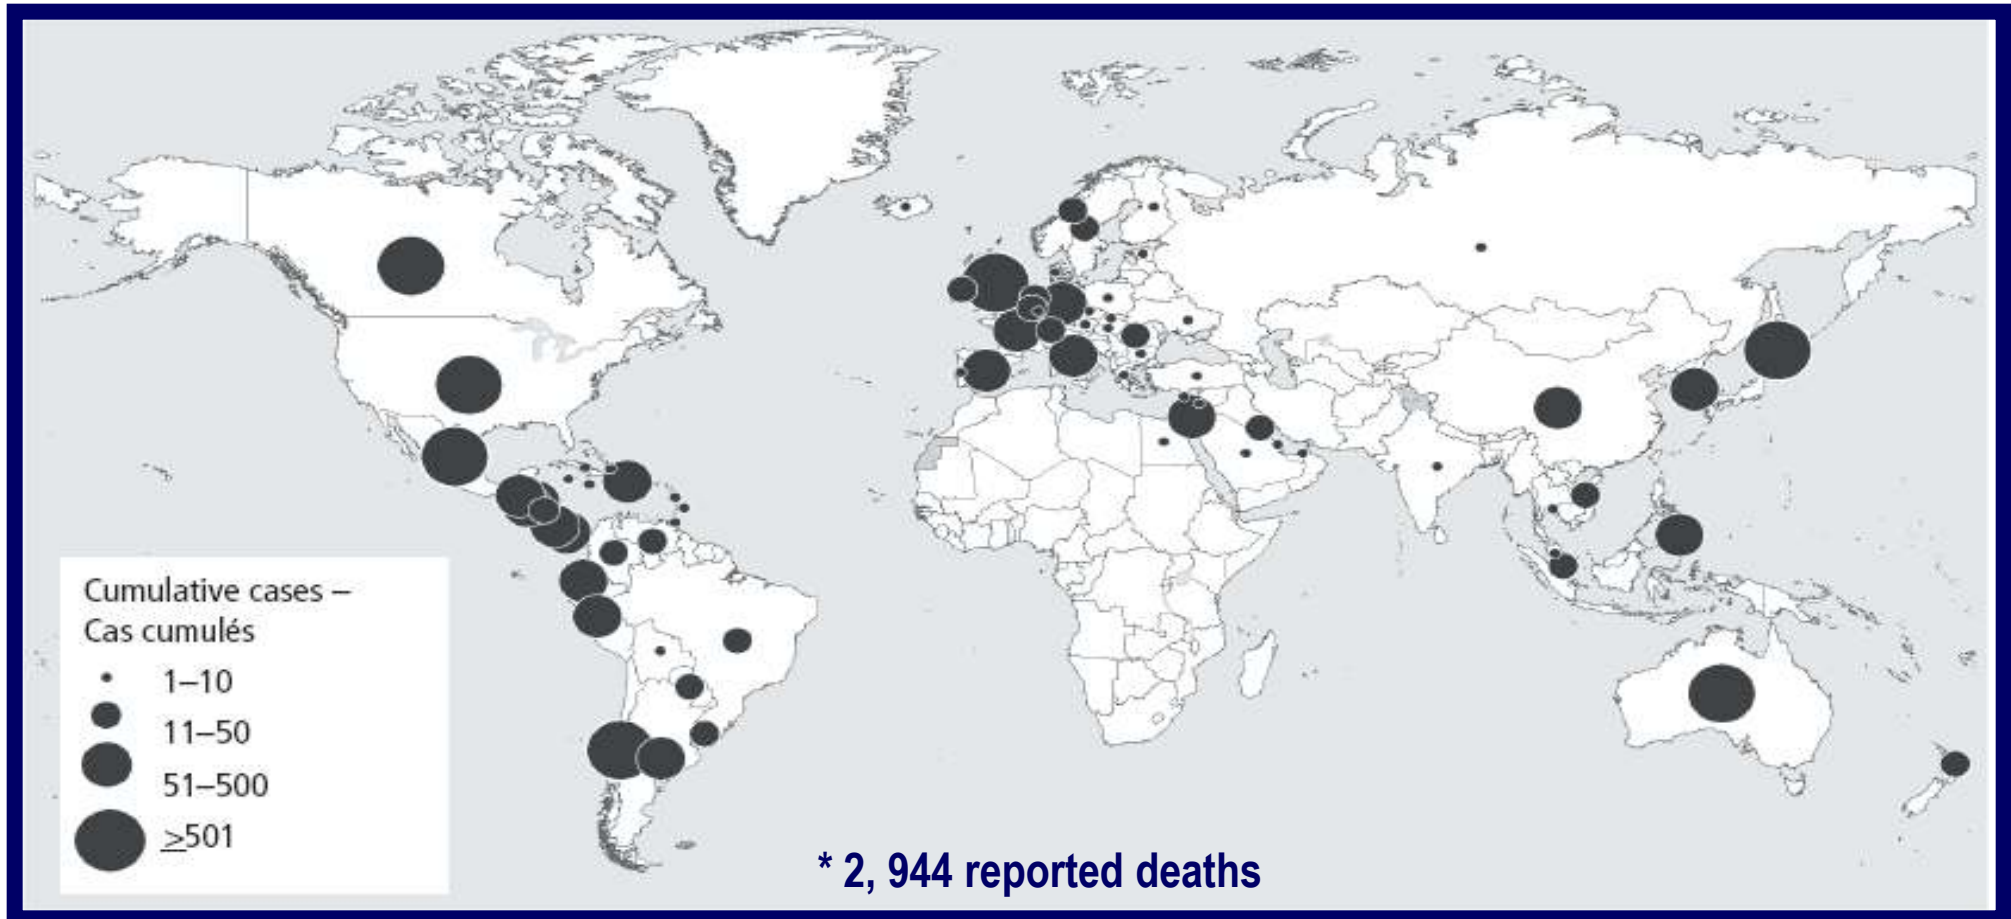 Cumulative cases –
Cas cumulés
1–10
11–50
51–500
≥501
* 2, 944 reported deaths